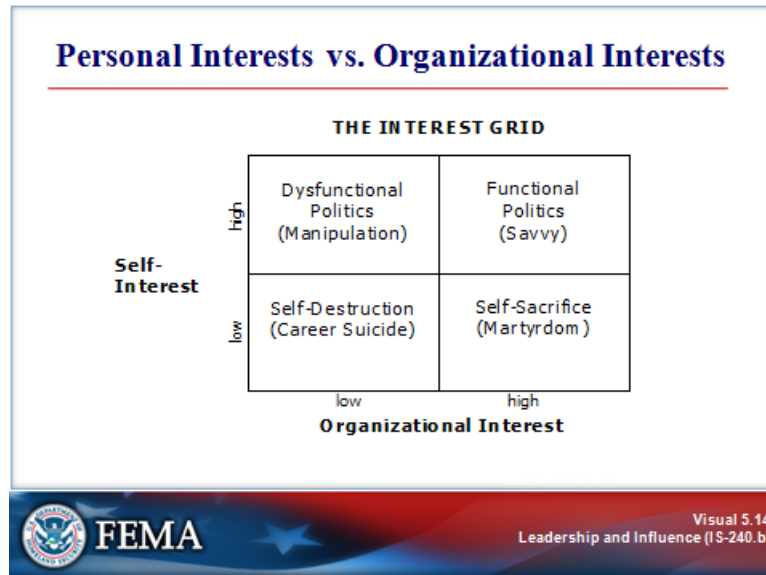 Personal Interests vs. Organizational Interests
THE INTEREST GRID
high
Dysfunctional
Politics
(Manipulation)
Functional
Politics
(Savvy)
Self-
Interest
low
Self-Destruction
(Career Suicide)
Self-Sacrifice
(Martyrdom)
low
high
Organizational Interest
FEMA
Visual 5.14
Leadership and Influence (IS-240.b